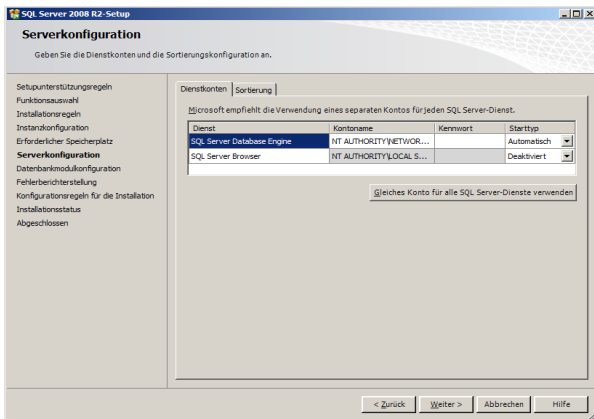 SQL Server 2008 R2-Setup
Serverkonfiguration
Geben Sie die Dienstkonten und die Sortierungskonfiguration an.
Setupunterstützungsregeln
Funktionsauswahl
Installationsregeln
Instanzkonfiguration
Erforderlicher Speicherplatz
Serverkonfiguration
Datenbankmodulkonfiguration
Fehlerberichterstellung
Konfigurationsregeln für die Installation
Installationsstatus
Abgeschlossen
Dienstkonten Sortierung
Microsoft empfiehlt die Verwendung eines separaten Kontos für jeden SQL Server-Dienst.
Dienst Kontoname Kennwort Starttyp
SQL Server Database Engine NT AUTHORITY\NETWOR... Automatisch
SQL Server Browser NT AUTHORITY\LOCAL S... Deaktiviert
Gleiches Konto für alle SQL Server-Dienste verwenden
< Zurück Weiter > Abbrechen Hilfe